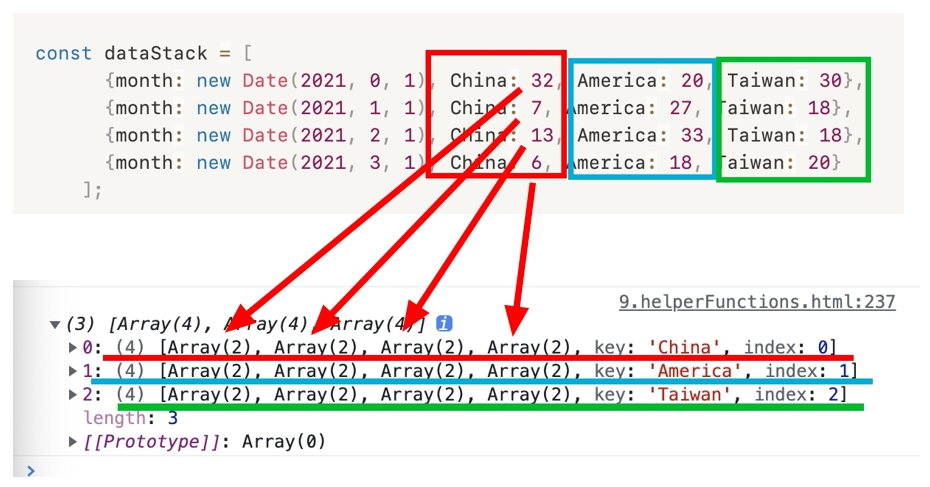 const dataStack = [
{month: new Date(2021, 0, 1), China: 32, America: 20, Taiwan: 30},
{month: new Date(2021, 1, 1), China: 7, America: 27, Taiwan: 18},
{month: new Date(2021, 2, 1), China: 13, America: 33, Taiwan: 18},
{month: new Date(2021, 3, 1), China: 6, America: 18, Taiwan: 20}
];
9.helperFunctions.html:237
▼(3) [Array(4), Array(4), Array(4)] i
▶0: (4) [Array(2), Array(2), Array(2), Array(2), key: 'China', index: 0]
▶1: (4) [Array(2), Array(2), Array(2), Array(2), key: 'America', index: 1]
▶2: (4) [Array(2), Array(2), Array(2), Array(2), key: 'Taiwan', index: 2]
length: 3
▶[[Prototype]]: Array(0)
>